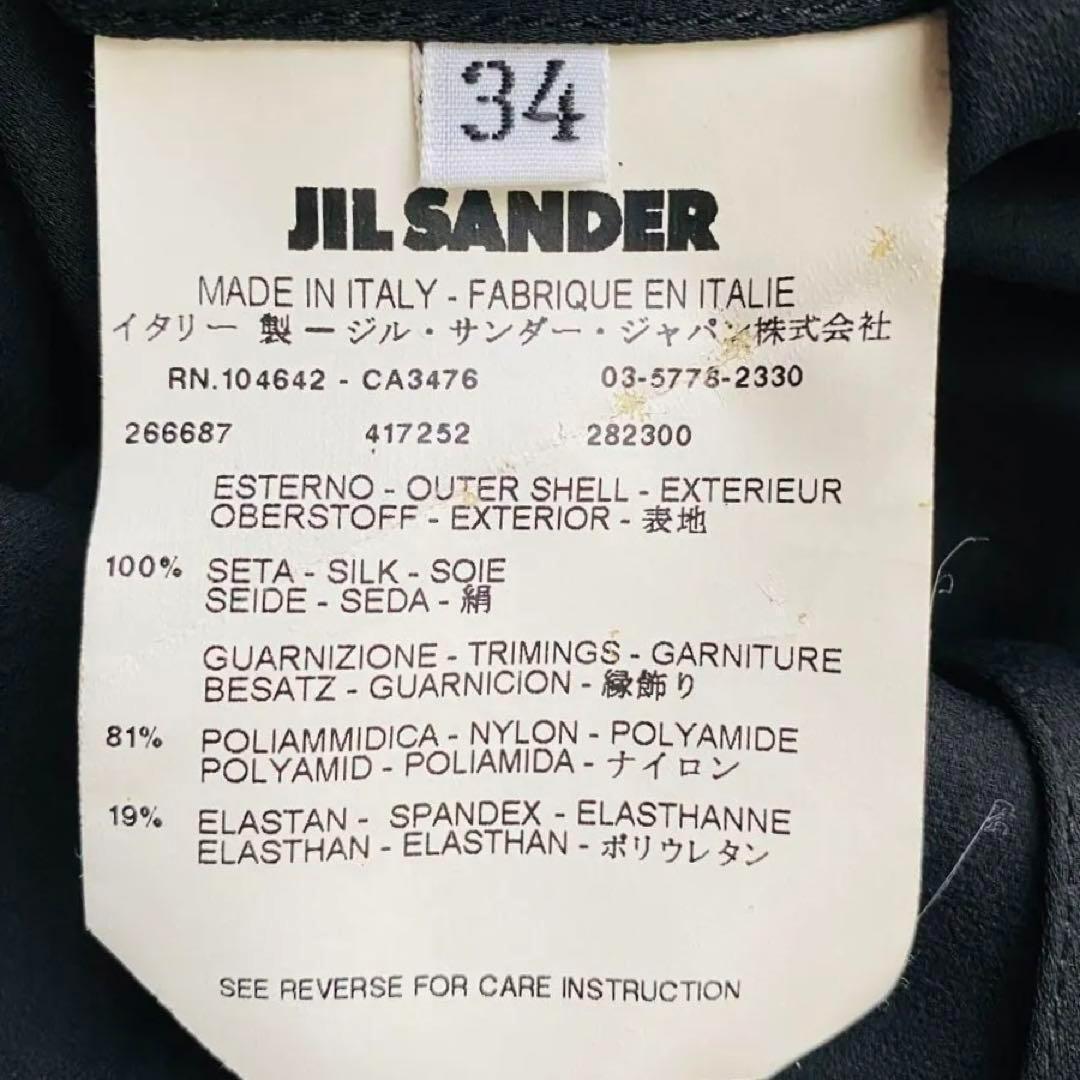 34
JIL SANDER
MADE IN ITALY - FABRIQUE EN ITALIE
イタリー 製 ー ジル・サンダー・ジャパン株式会社
RN.104642 - CA3476 03-5778-2330
266687 417252 282300
ESTERNO - OUTER SHELL - EXTERIEUR
OBERSTOFF - EXTERIOR - 表地
100% SETA - SILK - SOIE
SEIDE - SEDA - 絹
GUARNIZIONE - TRIMINGS - GARNITURE
BESATZ - GUARNICION - 縁飾り
81% POLIAMMIDICA - NYLON - POLYAMIDE
POLYAMID - POLIAMIDA - ナイロン
19% ELASTAN - SPANDEX - ELASTHANNE
ELASTHAN - ELASTHAN - ポリウレタン
SEE REVERSE FOR CARE INSTRUCTION